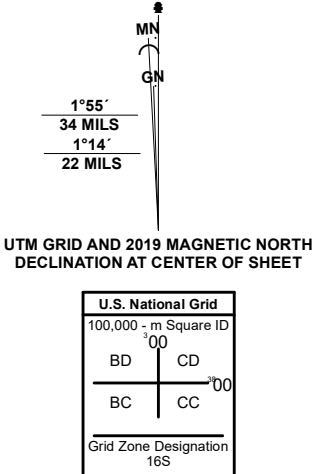 MN
GN
1°55´
34 MILS
1°14´
22 MILS
UTM GRID AND 2019 MAGNETIC NORTH
DECLINATION AT CENTER OF SHEET
U.S. National Grid
100,000 - m Square ID
³00
BD CD
³⁸00
BC CC
Grid Zone Designation
16S